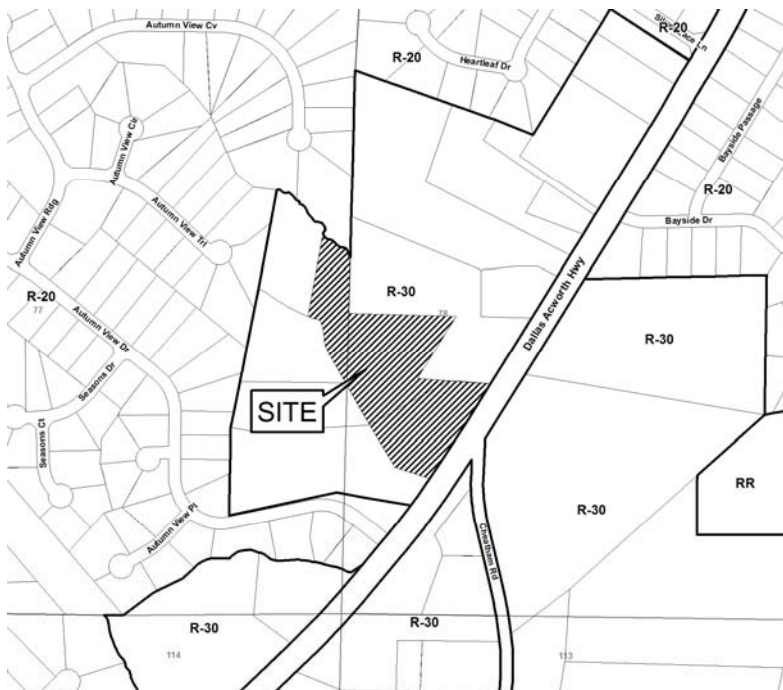 Autumn View Cv
R-20
Heartleaf Dr
R-20
Autumn View Cir
Bayside Passage
Autumn View Trl
R-20
Autumn View Rdg
Bayside Dr
R-30
78
R-20
77
Dallas Acworth Hwy
R-30
Autumn View Dr
Seasons Dr
SITE
Seasons Ct
RR
R-30
Autumn View Pl
Cheatham Rd
R-30
R-30
114
113